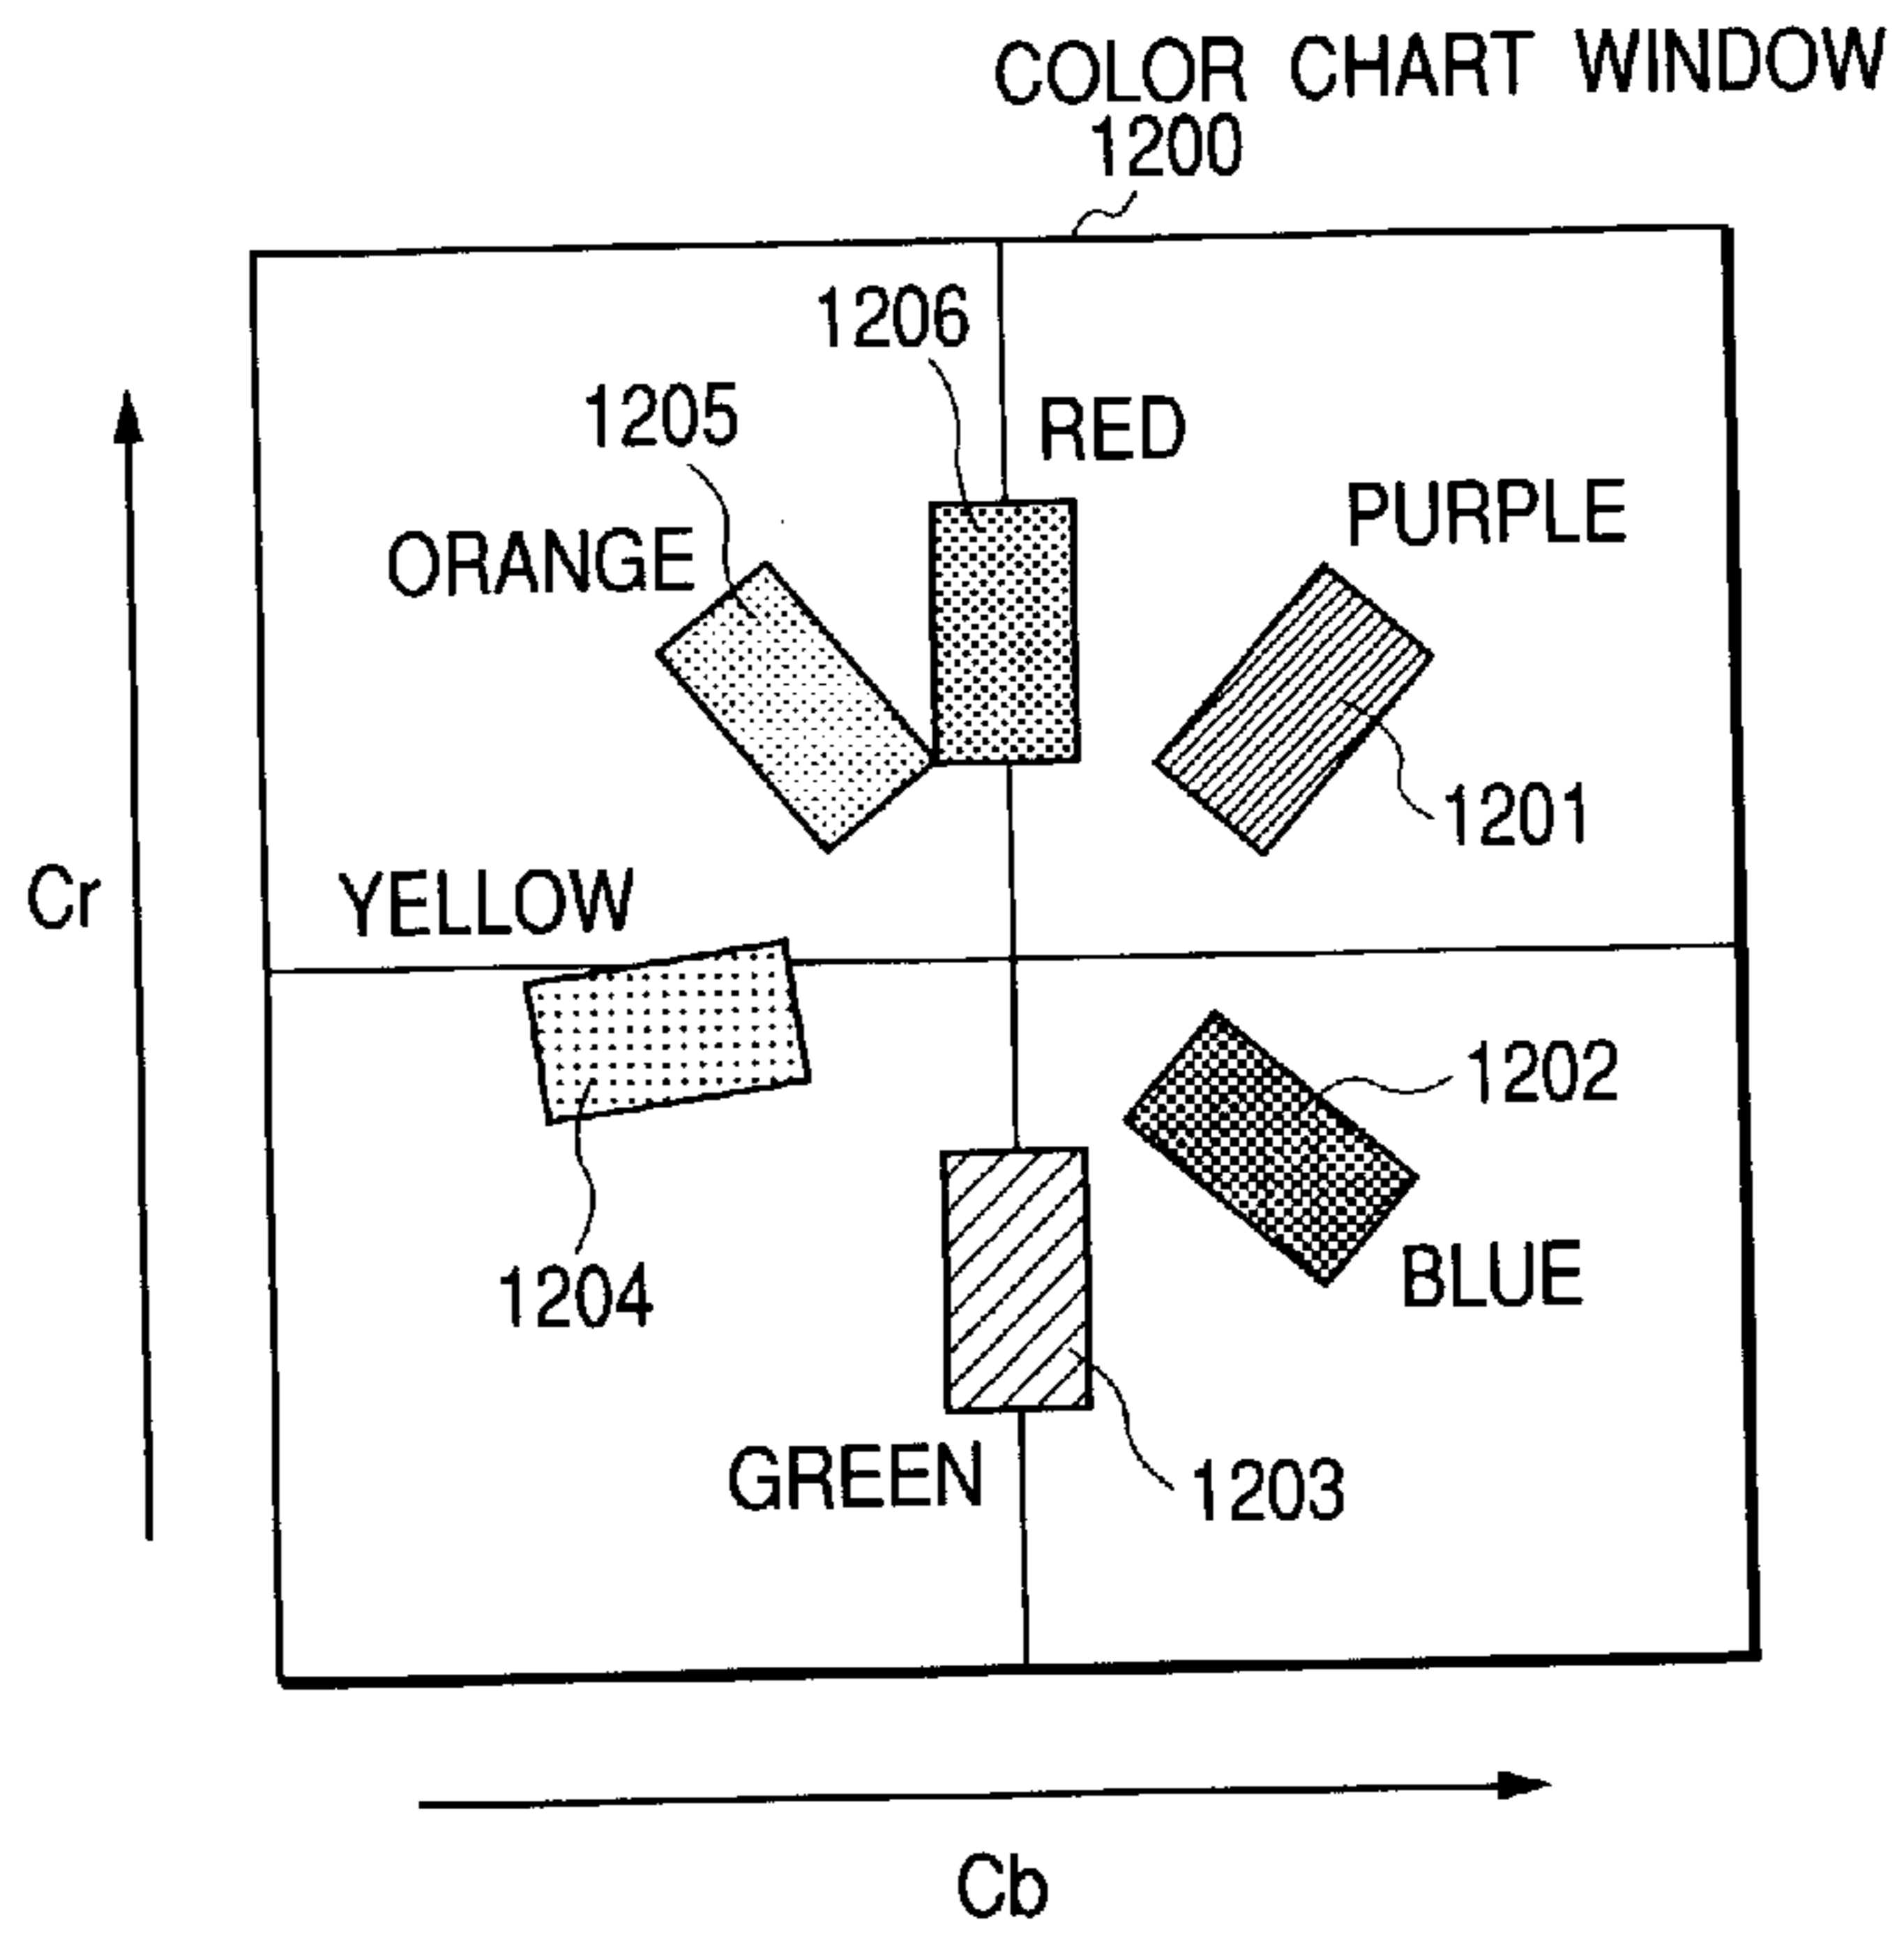 COLOR CHART WINDOW
1200
1206
1205
RED
PURPLE
ORANGE
1201
Cr
YELLOW
1202
1204
BLUE
GREEN
1203
Cb